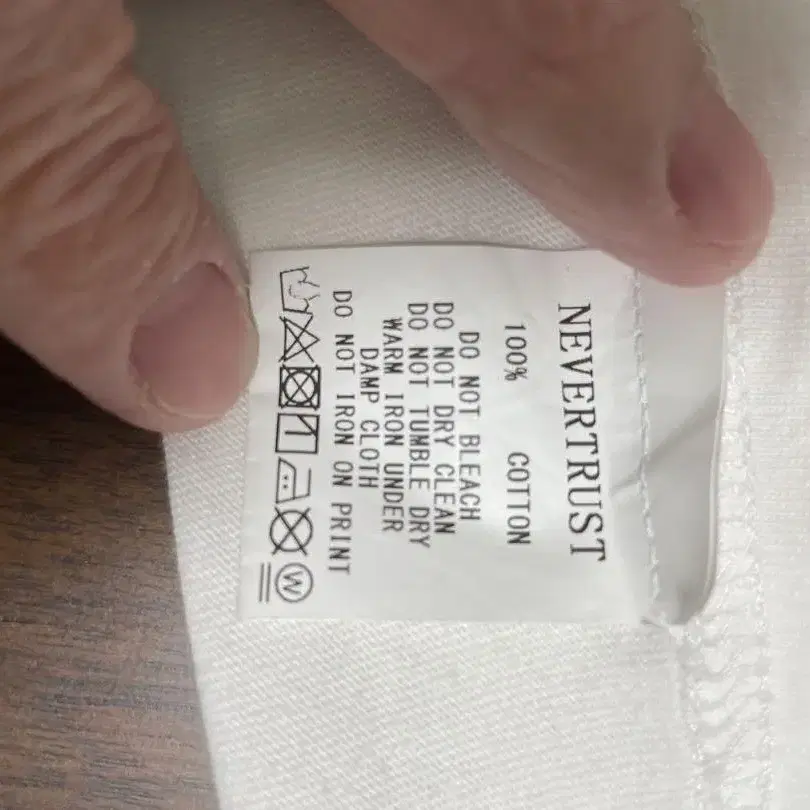 NEVERTRUST
100% COTTON
DO NOT BLEACH
DO NOT DRY CLEAN
DO NOT TUMBLE DRY
WARM IRON UNDER
DAMP CLOTH
DO NOT IRON ON PRINT
W